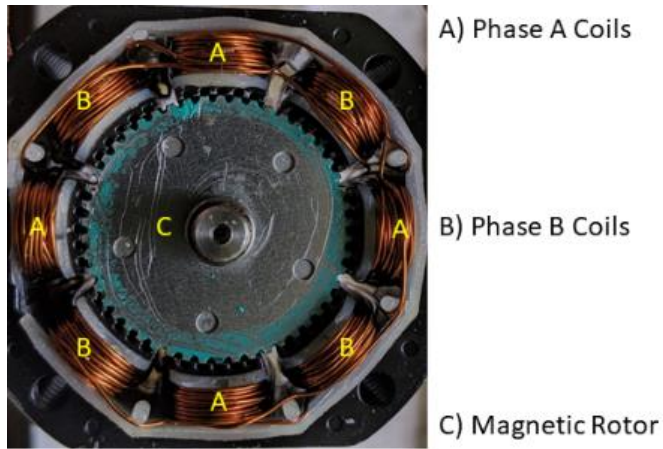 A
B
B
A
C
A
B
B
A
A) Phase A Coils
B) Phase B Coils
C) Magnetic Rotor